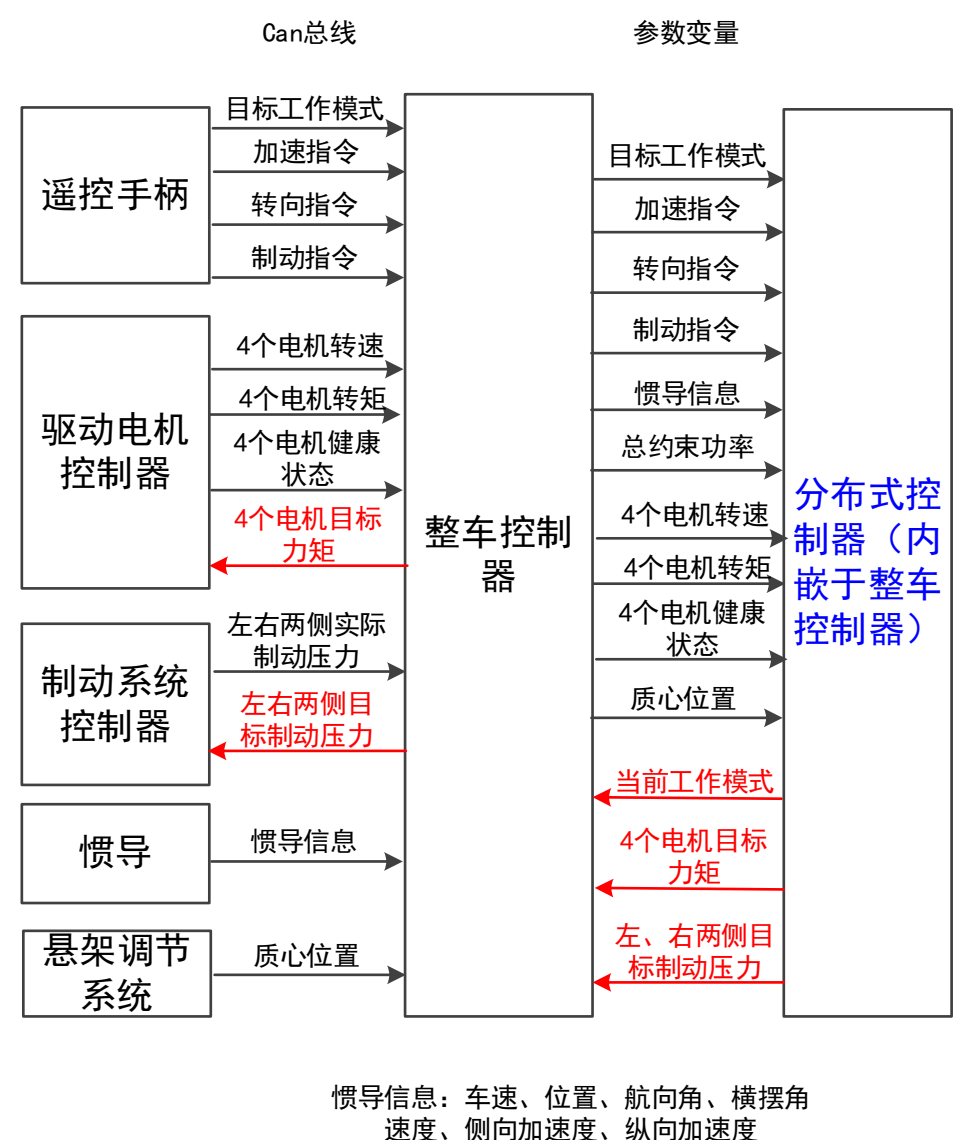 Can总线
参数变量
遥控手柄
目标工作模式
加速指令
转向指令
制动指令
驱动电机
控制器
4个电机转速
4个电机转矩
4个电机健康
状态
4个电机目标
力矩
制动系统
控制器
左右两侧实际
制动压力
左右两侧目
标制动压力
惯导
惯导信息
悬架调节
系统
质心位置
整车控制
器
目标工作模式
加速指令
转向指令
制动指令
惯导信息
总约束功率
4个电机转速
4个电机转矩
4个电机健康
状态
质心位置
当前工作模式
4个电机目标
力矩
左、右两侧目
标制动压力
分布式控
制器（内
嵌于整车
控制器）
惯导信息：车速、位置、航向角、横摆角
速度、侧向加速度、纵向加速度